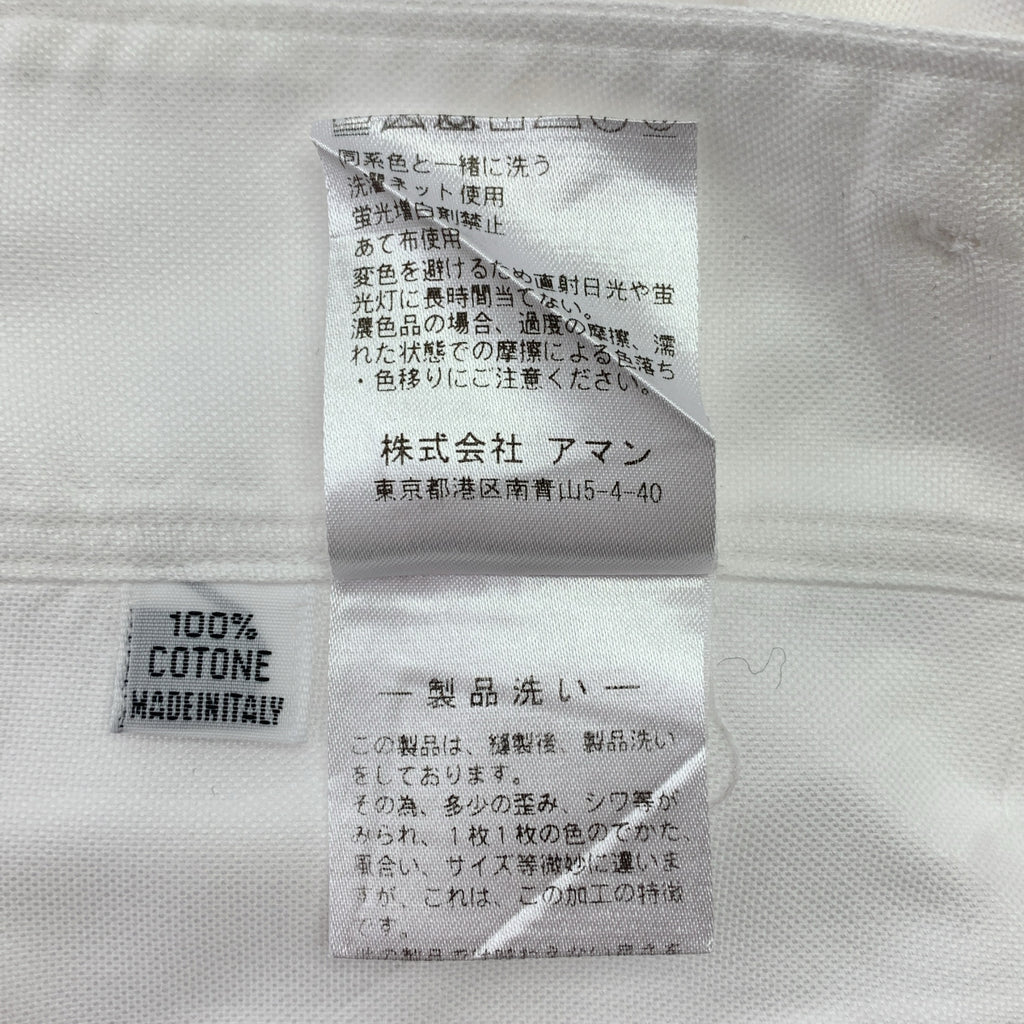 同系色と一緒に洗う
洗濯ネット使用
蛍光増白剤禁止
あて布使用
変色を避けるため直射日光や蛍
光灯に長時間当てない。
濃色品の場合、過度の摩擦、濡
れた状態での摩擦による色落ち
・色移りにご注意ください。
株式会社 アマン
東京都港区南青山5-4-40
100%
COTONE
MADE IN ITALY
— 製品洗い —
この製品は、縫製後、製品洗い
をしております。
その為、多少の歪み、シワ等が
みられ、1枚1枚の色のでかた、
風合い、サイズ等微妙に違いま
すが、これは、この加工の特徴
です。